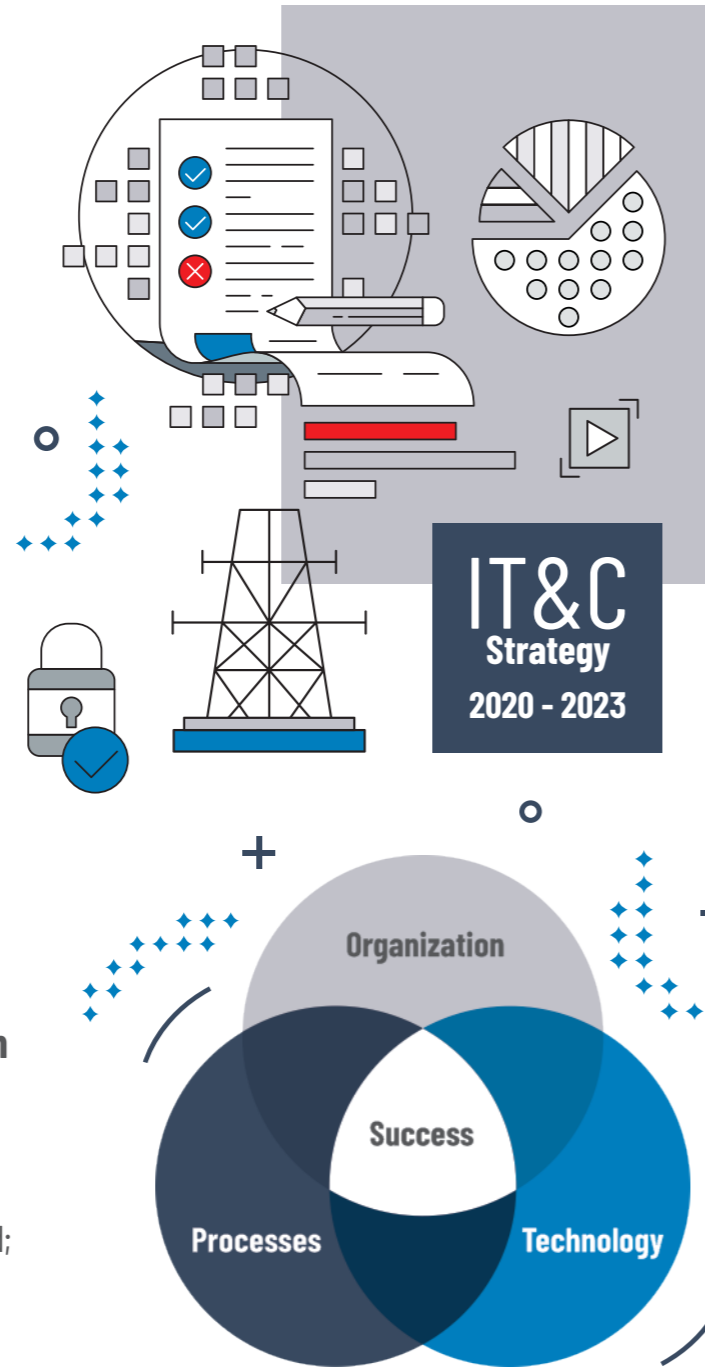 IT&C
Strategy
2020 - 2023
Organization
Success
Processes
Technology